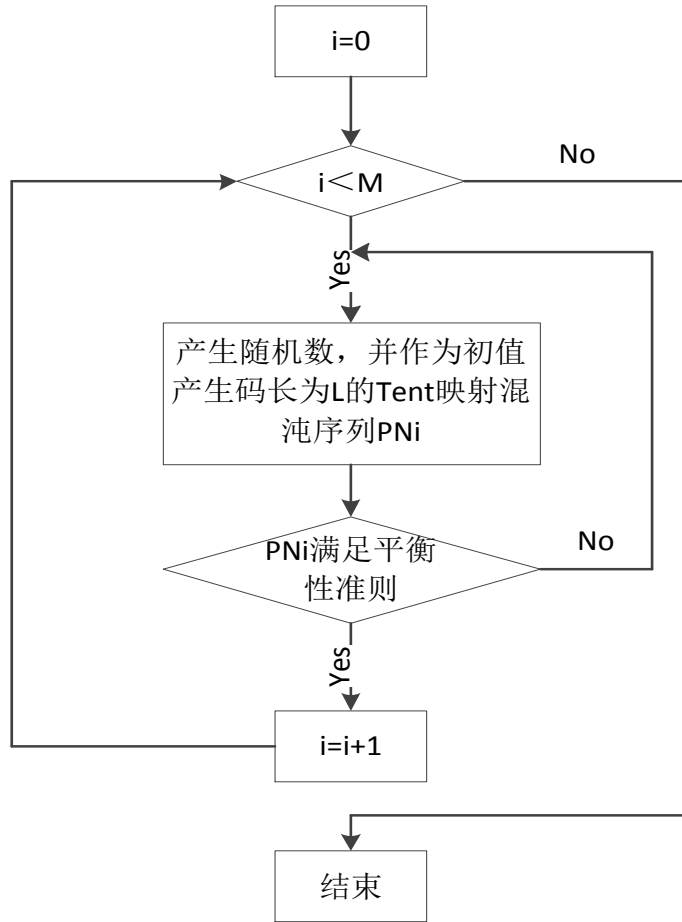 i=0
No
i＜M
Yes
产生随机数，并作为初值
产生码长为L的Tent映射混
沌序列PNi
PNi满足平衡
性准则
No
Yes
i=i+1
结束